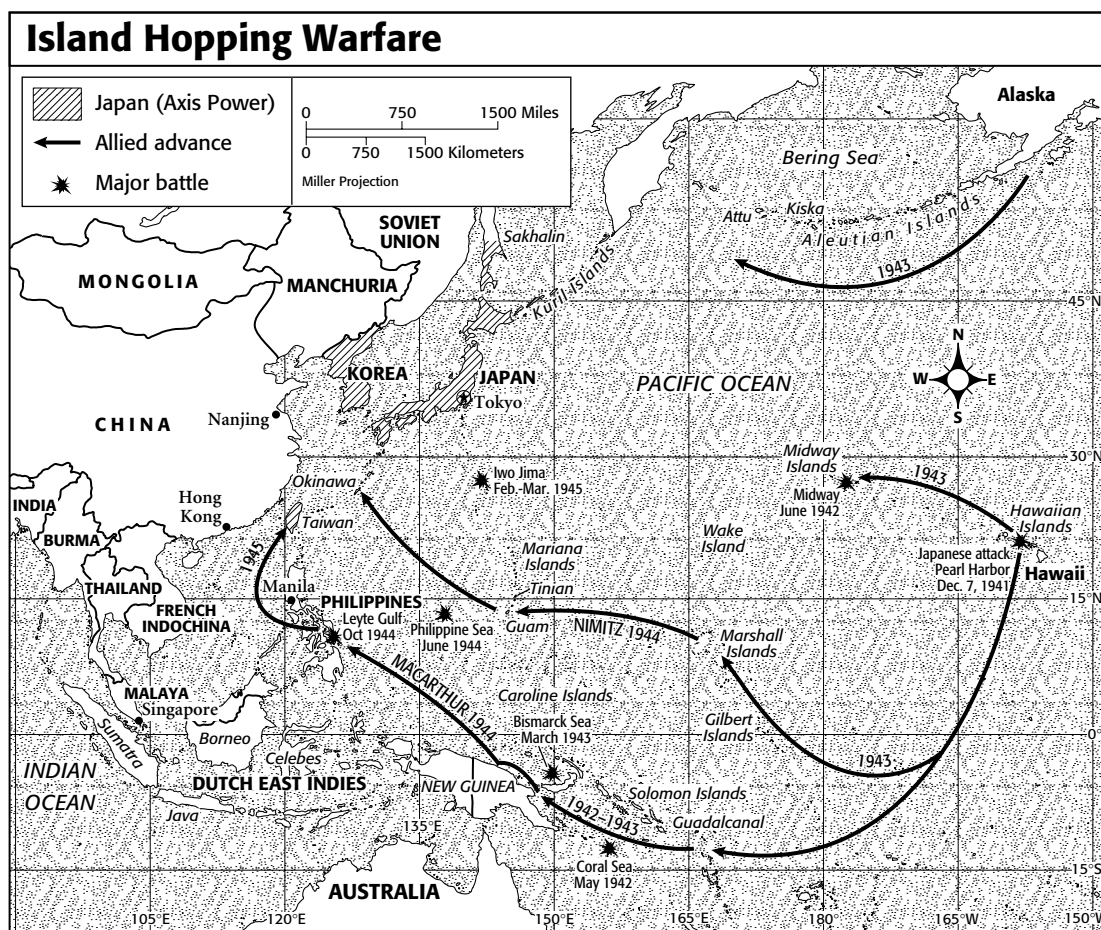 Island Hopping Warfare
Japan (Axis Power)
Allied advance
Major battle
0 750 1500 Miles
0 750 1500 Kilometers
Miller Projection
Alaska
Bering Sea
Attu
Kiska
Aleutian Islands
1943
SOVIET
UNION
Sakhalin
Kuril Islands
MONGOLIA
MANCHURIA
45°N
N
W E
S
KOREA
JAPAN
Tokyo
PACIFIC OCEAN
CHINA
Nanjing
30°N
Midway
Islands
1943
Midway
June 1942
Iwo Jima
Feb.-Mar. 1945
Okinawa
Hawaiian
Islands
Japanese attack
Pearl Harbor
Dec. 7, 1941
Hawaii
Hong
Kong
Taiwan
1945
Wake
Island
INDIA
BURMA
Mariana
Islands
Tinian
Guam
THAILAND
FRENCH
INDOCHINA
Manila
15°N
PHILIPPINES
Leyte Gulf
Oct 1944
Philippine Sea
June 1944
NIMITZ 1944
Marshall
Islands
MACARTHUR 1944
Caroline Islands
MALAYA
Singapore
Bismarck Sea
March 1943
Gilbert
Islands
0°
Sumatra
Borneo
Celebes
1943
INDIAN
OCEAN
DUTCH EAST INDIES
NEW GUINEA
Java
Solomon Islands
1942–1943
Guadalcanal
135°E
Coral Sea
May 1942
15°S
AUSTRALIA
105°E
120°E
150°E
165°E
180°
165°W
150°W